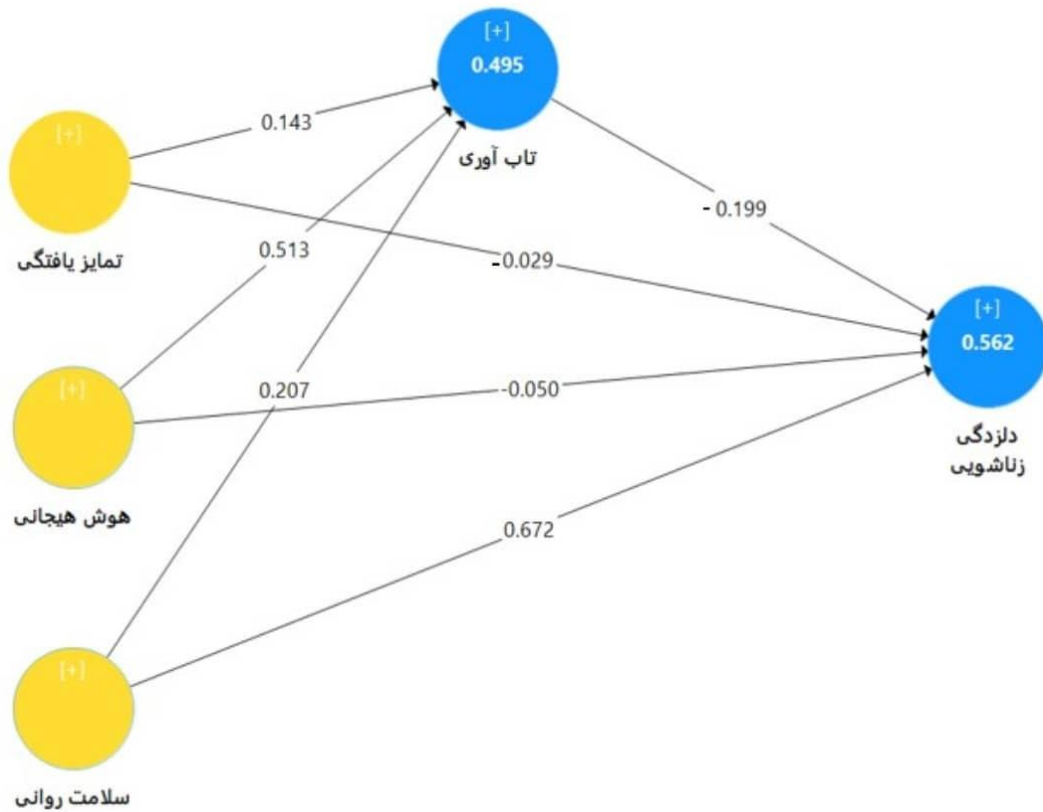 [+]
0.495
تاب آوری
[+]
تمایز یافتگی
0.143
- 0.199
0.513
-0.029
[+]
0.562
دلزدگی
زناشویی
[+]
هوش هیجانی
0.207
-0.050
0.672
[+]
سلامت روانی